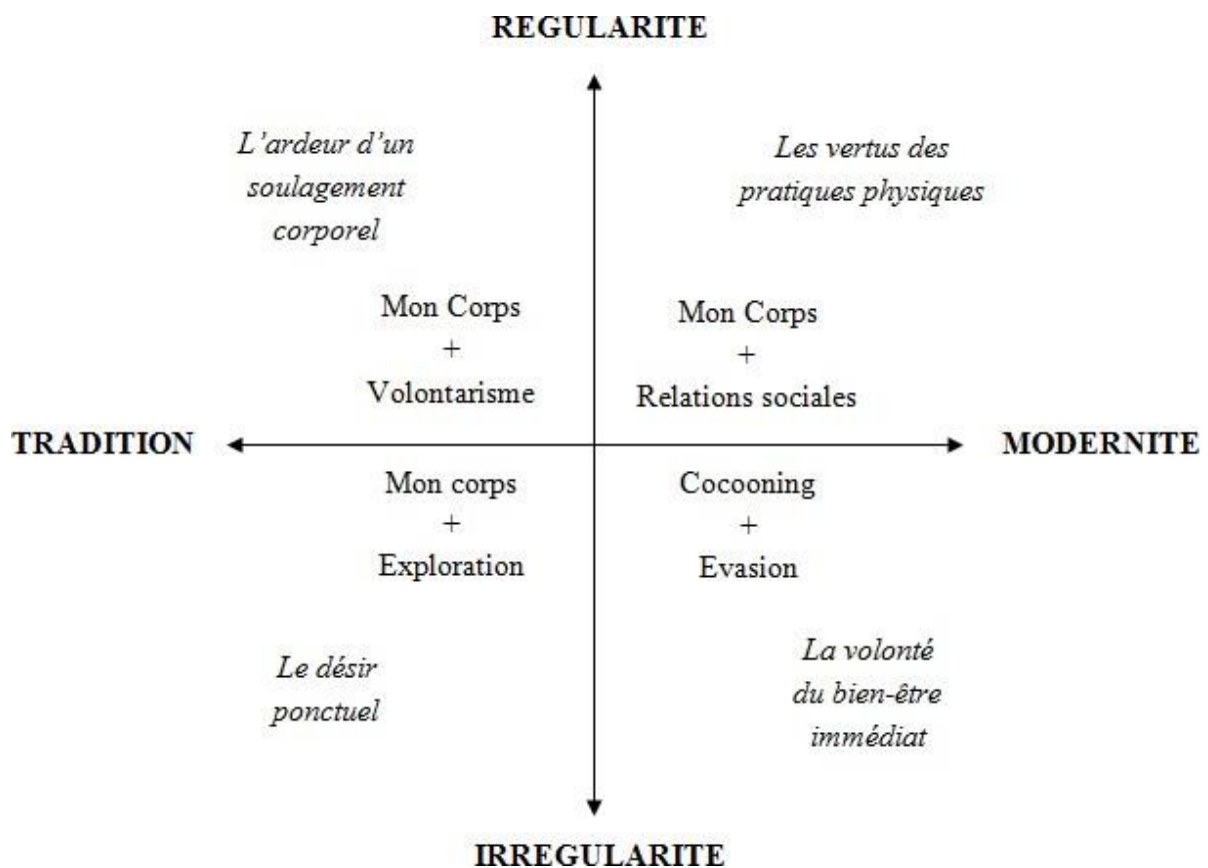 REGULARITE
L'ardeur d'un
soulagement
corporel
Les vertus des
pratiques physiques
Mon Corps
+
Volontarisme
Mon Corps
+
Relations sociales
TRADITION
MODERNITE
Mon corps
+
Exploration
Cocooning
+
Evasion
Le désir
ponctuel
La volonté
du bien-être
immédiat
IRREGULARITE